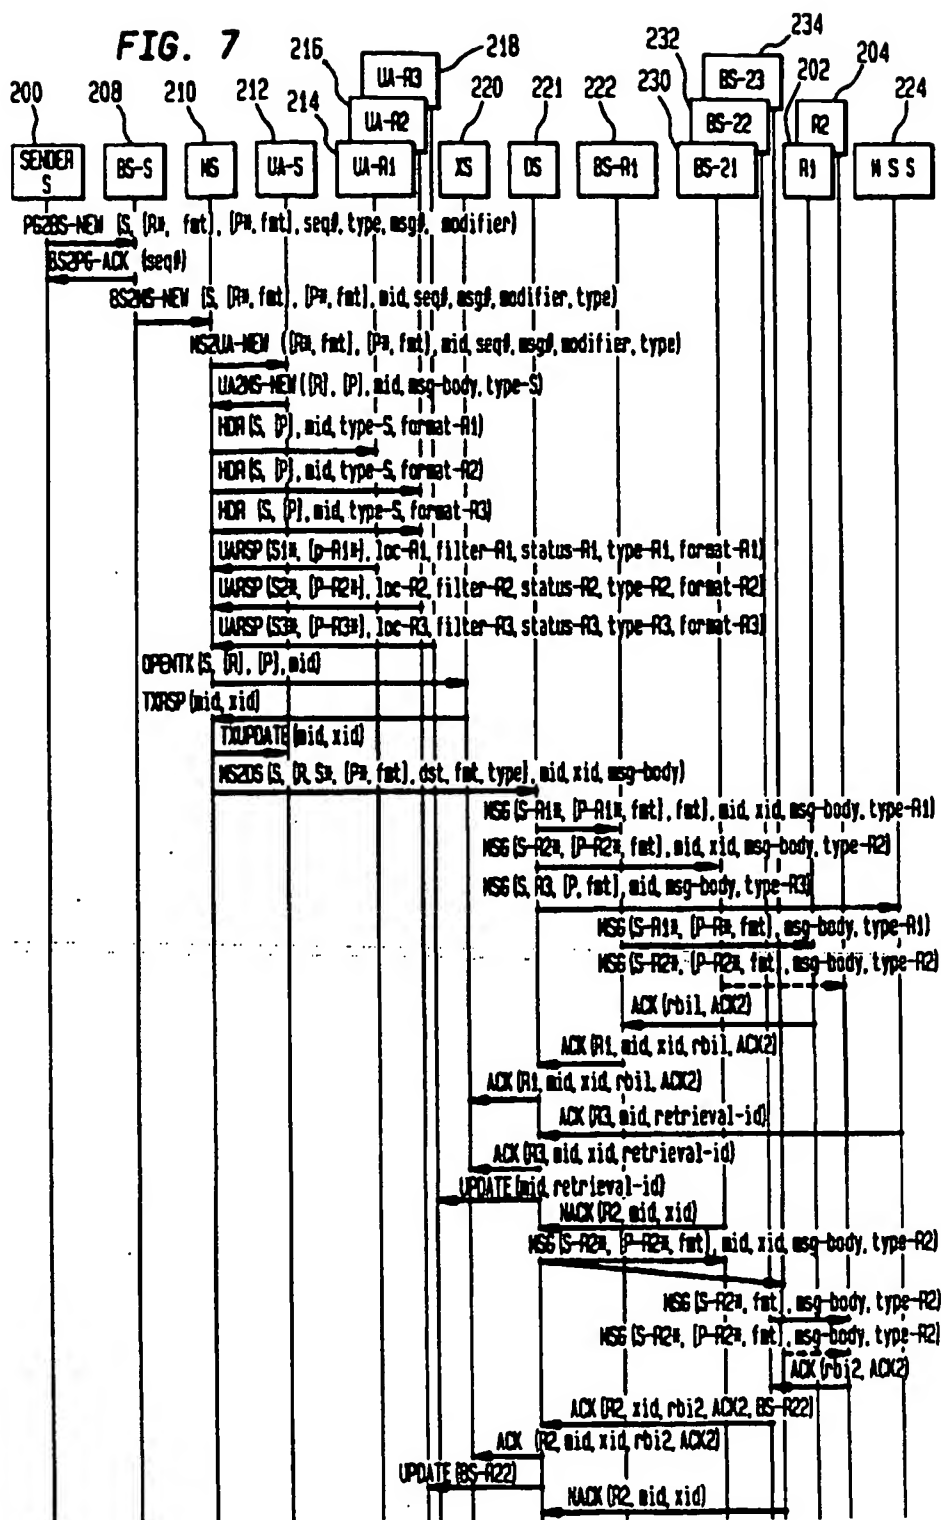 FIG. 7
200 208 210 212 214 216 218 220 221 222 230 232 234 202 204 224
UA-R3 BS-23
UA-R2 BS-22 R2
SENDER S BS-S MS UA-S UA-R1 XS DS BS-R1 BS-21 R1 M S S
PG2BS-NEW (S, [R*, fmt], [P*, fmt], seq#, type, msg#, modifier)
BS2PG-ACK (seq#)
BS2MS-NEW (S, [R*, fmt], [P*, fmt], mid, seq#, msg#, modifier, type)
MS2UA-NEW ([R*, fmt], [P*, fmt], mid, seq#, msg#, modifier, type)
UA2MS-NEW ([R], [P], mid, msg-body, type-S)
HDR (S, [P], mid, type-S, format-R1)
HDR (S, [P], mid, type-S, format-R2)
HDR (S, [P], mid, type-S, format-R3)
UARSP (S1*, [p-R1*], loc-R1, filter-R1, status-R1, type-R1, format-R1)
UARSP (S2*, [P-R2*], loc-R2, filter-R2, status-R2, type-R2, format-R2)
UARSP (S3*, [P-R3*], loc-R3, filter-R3, status-R3, type-R3, format-R3)
OPENTX (S, [R], [P], mid)
TXRSP (mid, xid)
TXUPDATE (mid, xid)
MS2DS (S, [R, S*, [P*, fmt], dst, fmt, type], mid, xid, msg-body)
MSG (S-R1*, [P-R1*, fmt], fmt], mid, xid, msg-body, type-R1)
MSG (S-R2*, [P-R2*, fmt], mid, xid, msg-body, type-R2)
MSG (S, R3, [P, fmt], mid, msg-body, type-R3)
MSG (S-R1*, [P-R*, fmt], msg-body, type-R1)
MSG (S-R2*, [P-R2*, fmt], msg-body, type-R2)
ACK (rbi1, ACK2)
ACK (R1, mid, xid, rbi1, ACK2)
ACK (R1, mid, xid, rbi1, ACK2)
ACK (R3, mid, retrieval-id)
ACK (R3, mid, xid, retrieval-id)
UPDATE (mid, retrieval-id)
NACK (R2, mid, xid)
MSG (S-R2*, [P-R2*, fmt], mid, xid, msg-body, type-R2)
MSG (S-R2*, fmt], msg-body, type-R2)
MSG (S-R2*, [P-R2*, fmt], msg-body, type-R2)
ACK (rbi2, ACK2)
ACK (R2, xid, rbi2, ACK2, BS-R22)
ACK (R2, mid, xid, rbi2, ACK2)
UPDATE (BS-R22)
NACK (R2, mid, xid)